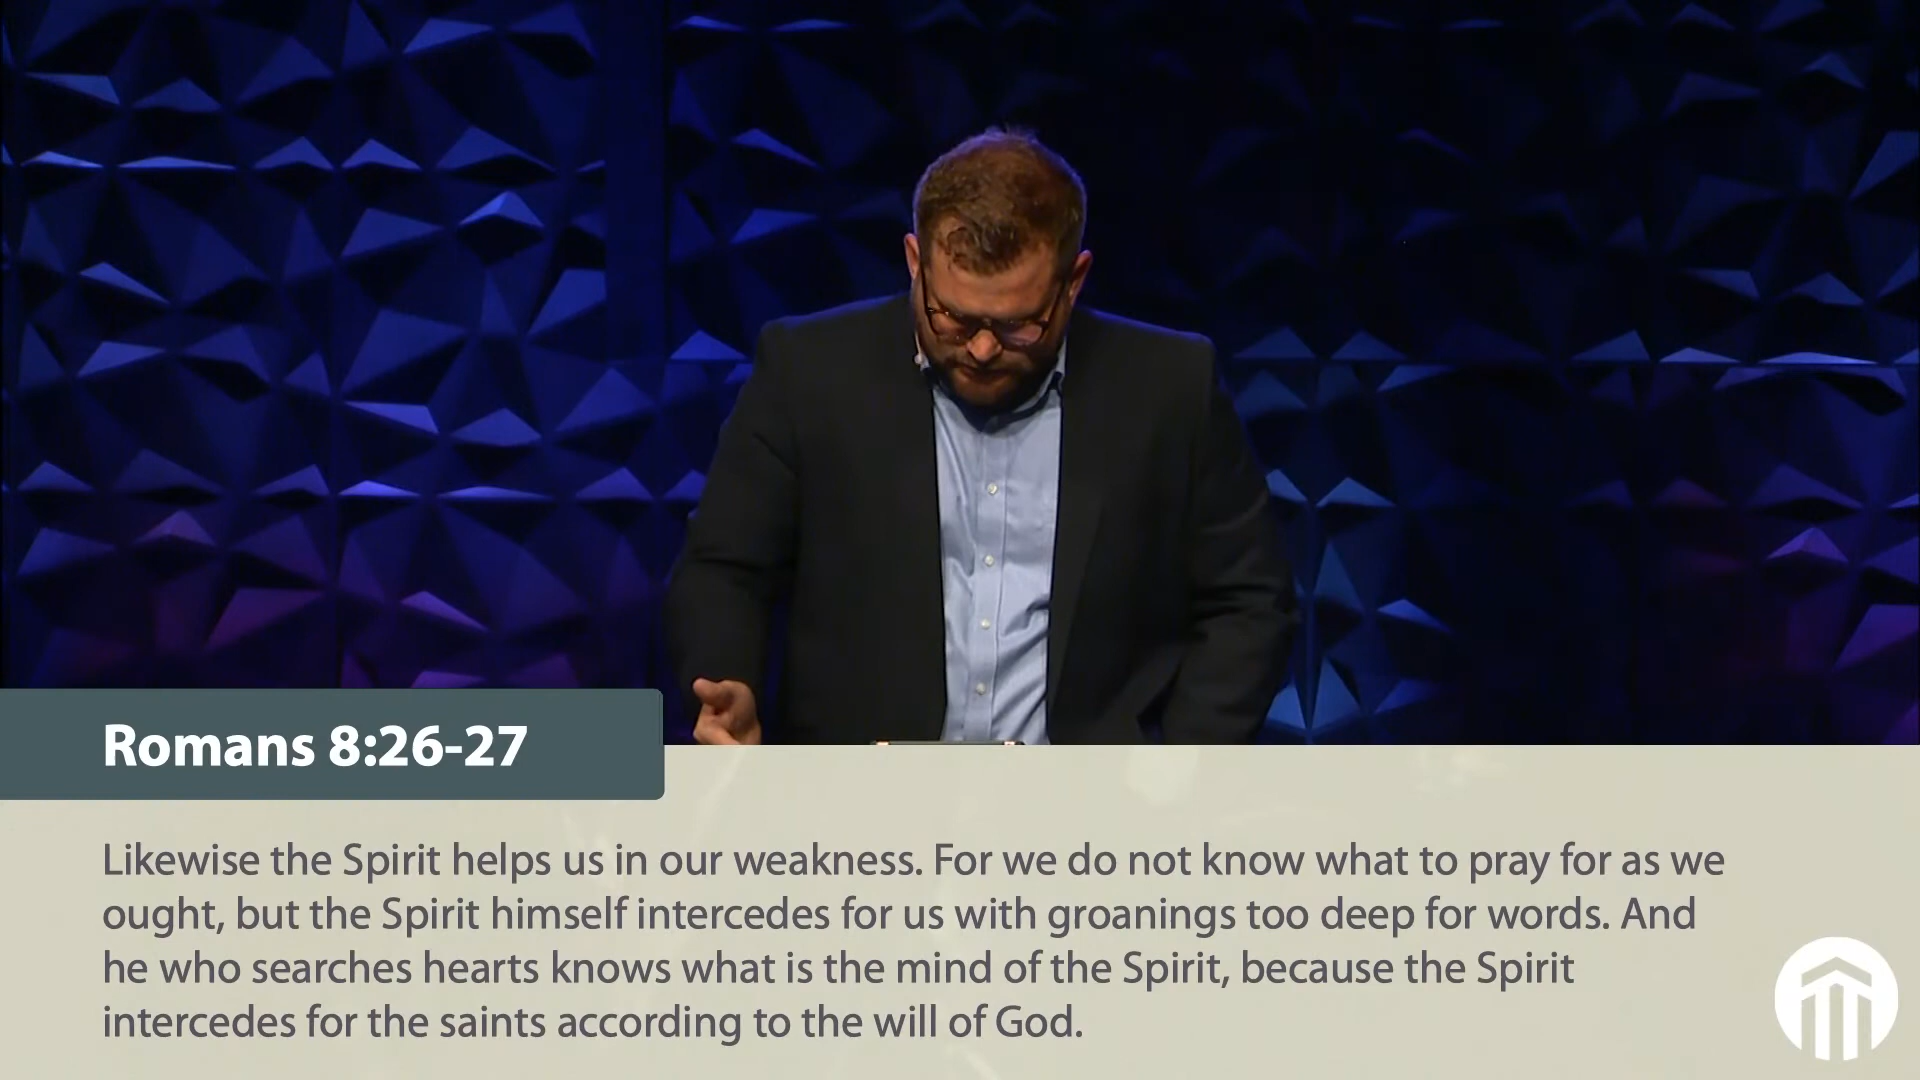 Romans 8:26-27
Likewise the Spirit helps us in our weakness. For we do not know what to pray for as we
ought, but the Spirit himself intercedes for us with groanings too deep for words. And
he who searches hearts knows what is the mind of the Spirit, because the Spirit
intercedes for the saints according to the will of God.